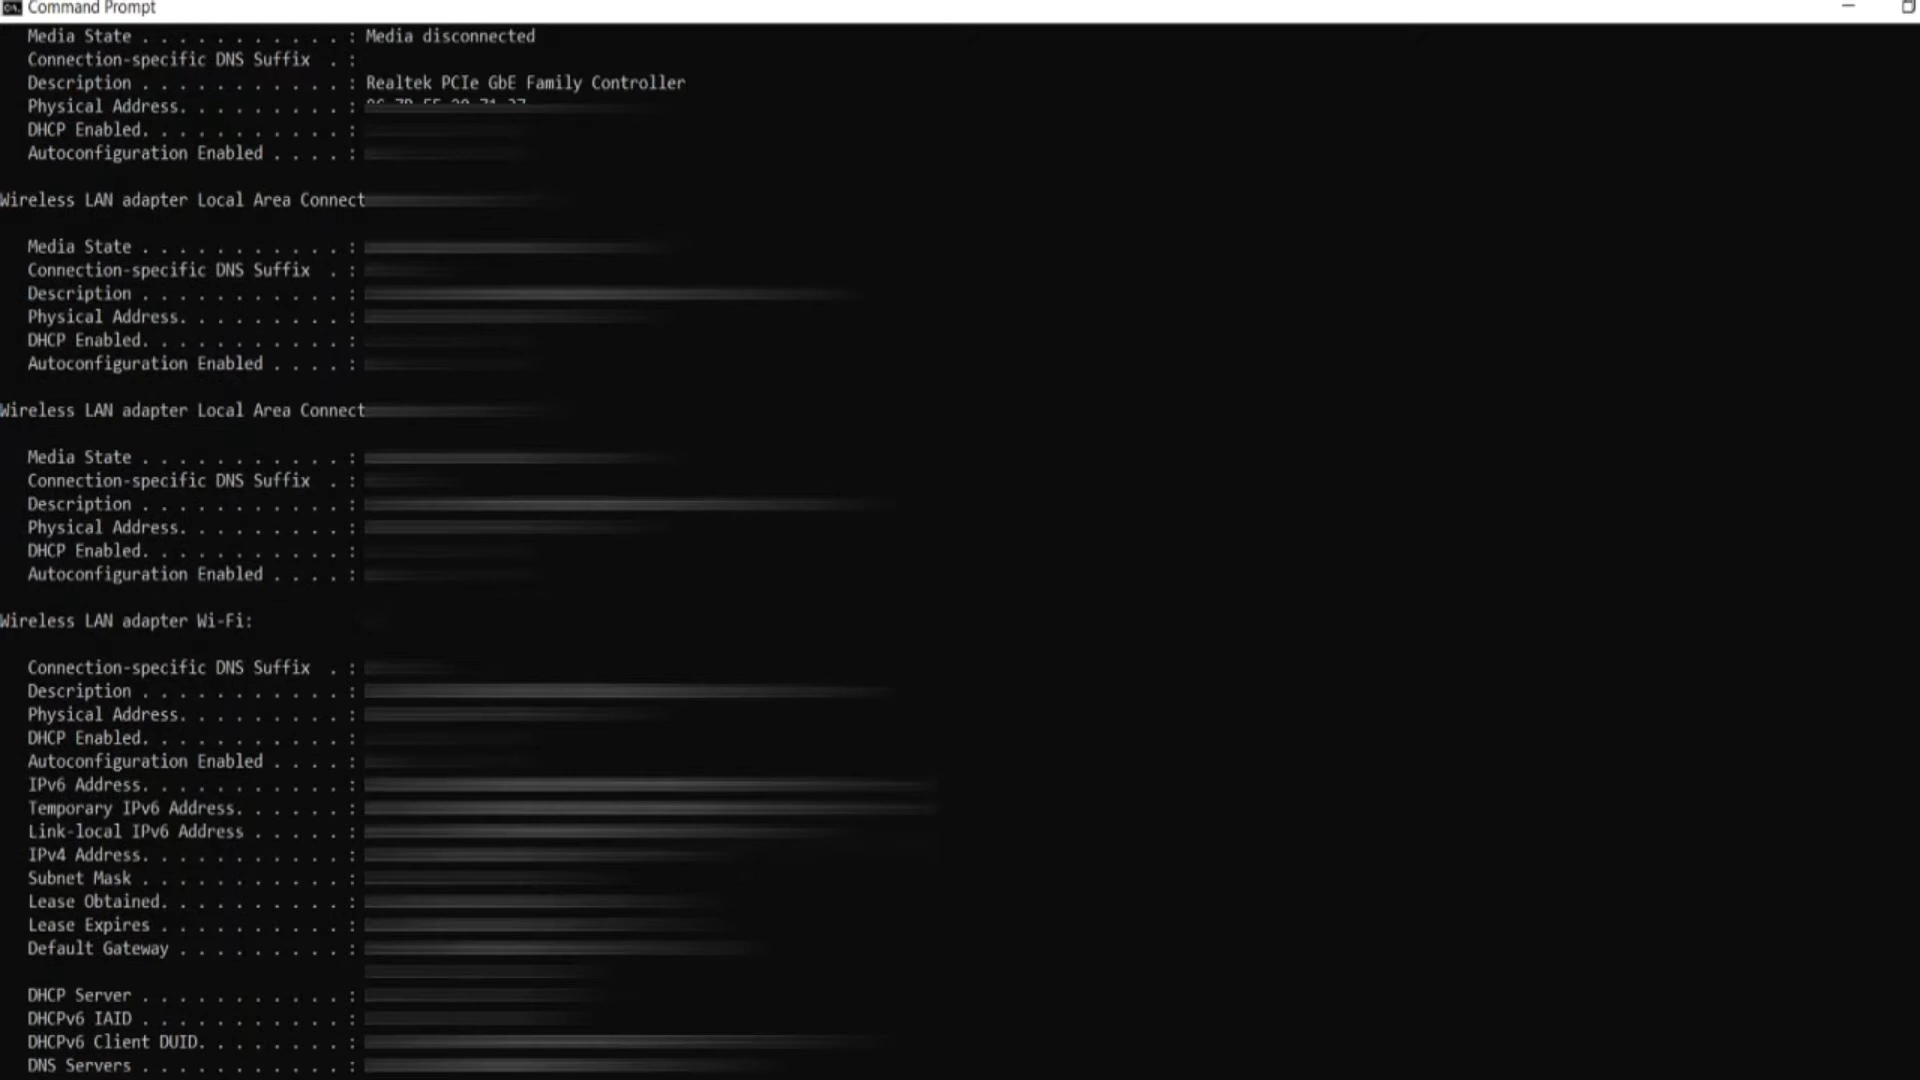 Command Prompt
Media State . . . . . . . . . . . : Media disconnected
Connection-specific DNS Suffix . :
Description . . . . . . . . . . . : Realtek PCIe GbE Family Controller
Physical Address. . . . . . . . . :
DHCP Enabled. . . . . . . . . . . :
Autoconfiguration Enabled . . . . :
Wireless LAN adapter Local Area Connect
Media State . . . . . . . . . . . :
Connection-specific DNS Suffix . :
Description . . . . . . . . . . . :
Physical Address. . . . . . . . . :
DHCP Enabled. . . . . . . . . . . :
Autoconfiguration Enabled . . . . :
Wireless LAN adapter Local Area Connect
Media State . . . . . . . . . . . :
Connection-specific DNS Suffix . :
Description . . . . . . . . . . . :
Physical Address. . . . . . . . . :
DHCP Enabled. . . . . . . . . . . :
Autoconfiguration Enabled . . . . :
Wireless LAN adapter Wi-Fi:
Connection-specific DNS Suffix . :
Description . . . . . . . . . . . :
Physical Address. . . . . . . . . :
DHCP Enabled. . . . . . . . . . . :
Autoconfiguration Enabled . . . . :
IPv6 Address. . . . . . . . . . . :
Temporary IPv6 Address. . . . . . :
Link-local IPv6 Address . . . . . :
IPv4 Address. . . . . . . . . . . :
Subnet Mask . . . . . . . . . . . :
Lease Obtained. . . . . . . . . . :
Lease Expires . . . . . . . . . . :
Default Gateway . . . . . . . . . :
DHCP Server . . . . . . . . . . . :
DHCPv6 IAID . . . . . . . . . . . :
DHCPv6 Client DUID. . . . . . . . :
DNS Servers . . . . . . . . . . . :